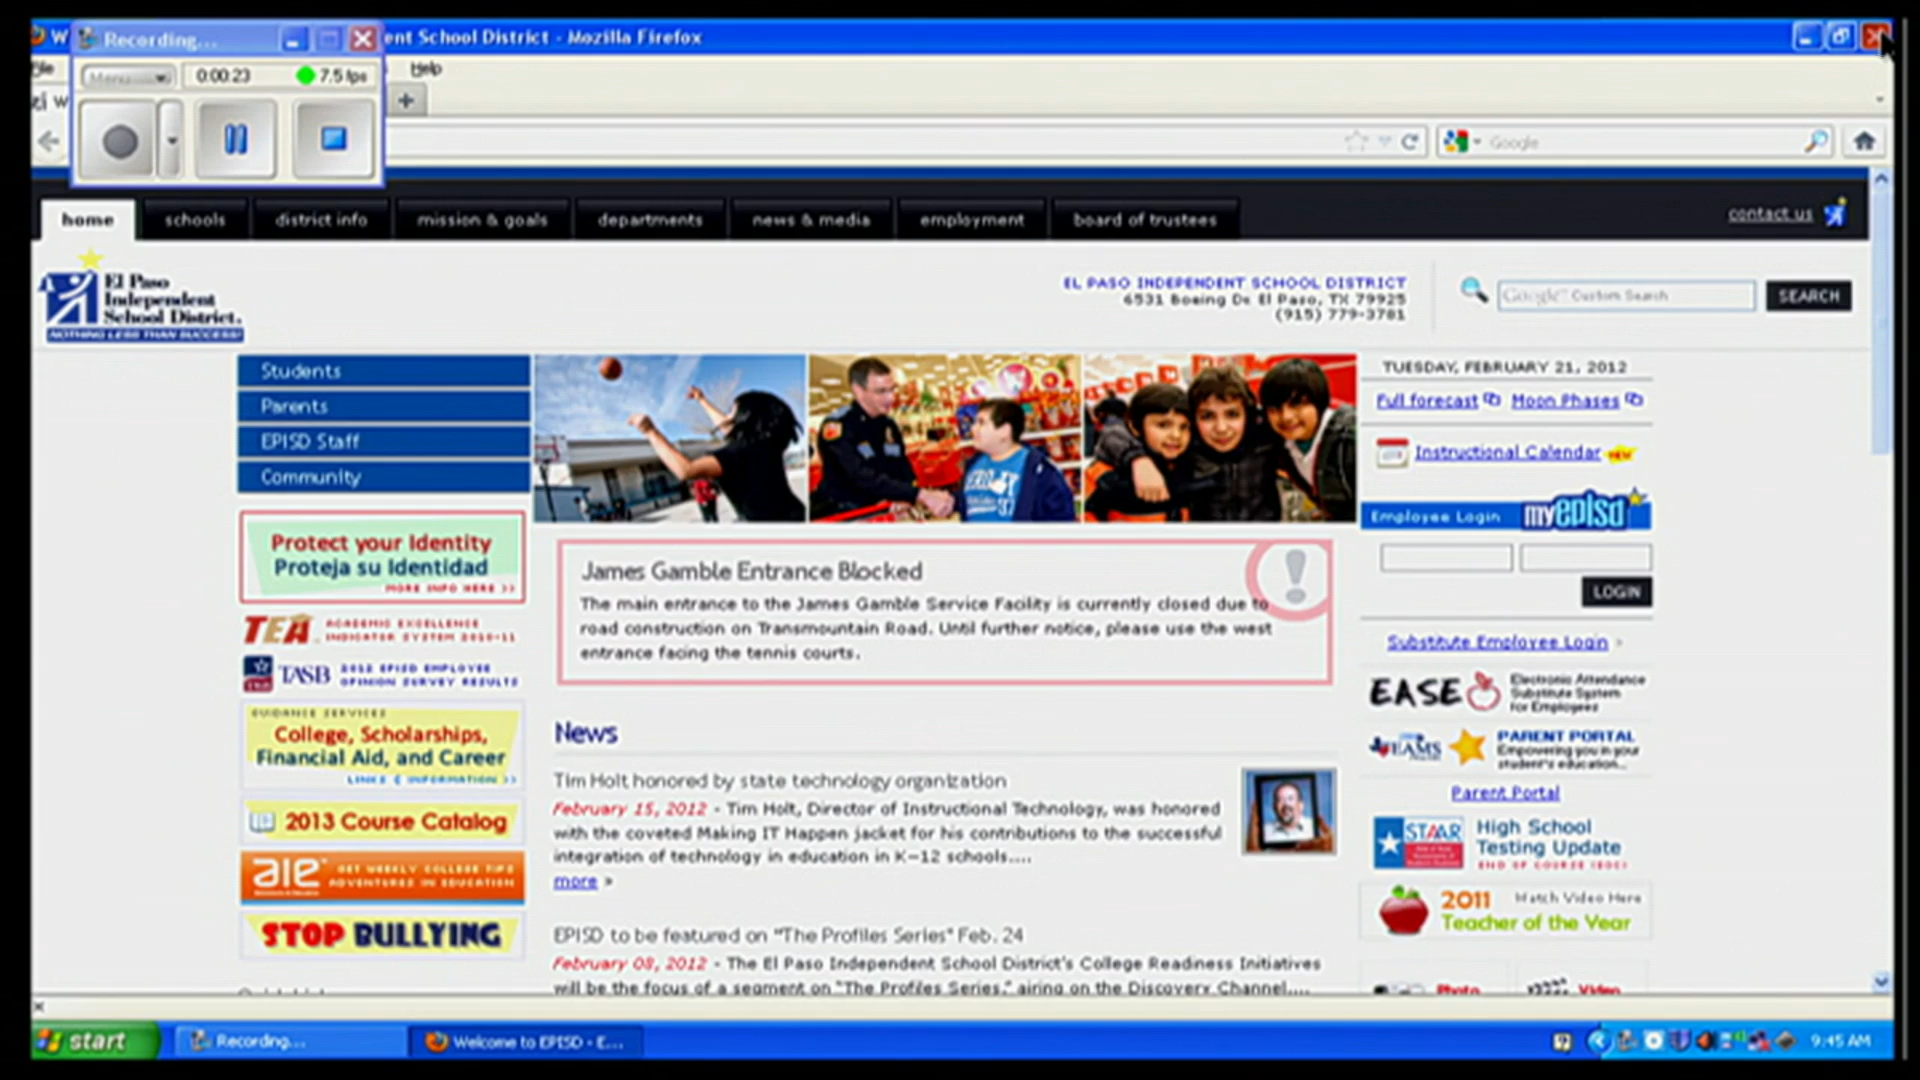 Recording...
ent School District - Mozilla Firefox
Menu
0:00:23
7.5 fps
Help
Google
home
schools
district info
mission & goals
departments
news & media
employment
board of trustees
contact us
El Paso
Independent
School District.
NOTHING LESS THAN SUCCESS!
EL PASO INDEPENDENT SCHOOL DISTRICT
6531 Boeing Dr. El Paso, TX 79925
(915) 779-3781
Google™ Custom Search
SEARCH
Students
Parents
EPISD Staff
Community
Protect your Identity
Proteja su Identidad
MORE INFO HERE >>
TEA ACADEMIC EXCELLENCE
INDICATOR SYSTEM 2010-11
TASB 2012 EPISD EMPLOYEE
OPINION SURVEY RESULTS
GUIDANCE SERVICES
College, Scholarships,
Financial Aid, and Career
LINKS & INFORMATION >>
2013 Course Catalog
aie GET WEEKLY COLLEGE TIPS
ADVENTURES IN EDUCATION
STOP BULLYING
James Gamble Entrance Blocked
The main entrance to the James Gamble Service Facility is currently closed due to
road construction on Transmountain Road. Until further notice, please use the west
entrance facing the tennis courts.
News
Tim Holt honored by state technology organization
February 15, 2012 - Tim Holt, Director of Instructional Technology, was honored
with the coveted Making IT Happen jacket for his contributions to the successful
integration of technology in education in K-12 schools....
more >
EPISD to be featured on "The Profiles Series" Feb. 24
February 08, 2012 - The El Paso Independent School District's College Readiness Initiatives
will be the focus of a segment on "The Profiles Series," airing on the Discovery Channel....
TUESDAY, FEBRUARY 21, 2012
Full forecast Moon Phases
Instructional Calendar NEW
Employee Login myepisd
LOGIN
Substitute Employee Login >
EASE Electronic Attendance
Substitute System
for Employees
TEAMS PARENT PORTAL
Empowering you in your
student's education...
Parent Portal
STAAR High School
Testing Update
END OF COURSE (EOC)
2011 Watch Video Here
Teacher of the Year
Photo
Video
start
Recording...
Welcome to EPISD - E...
9:45 AM